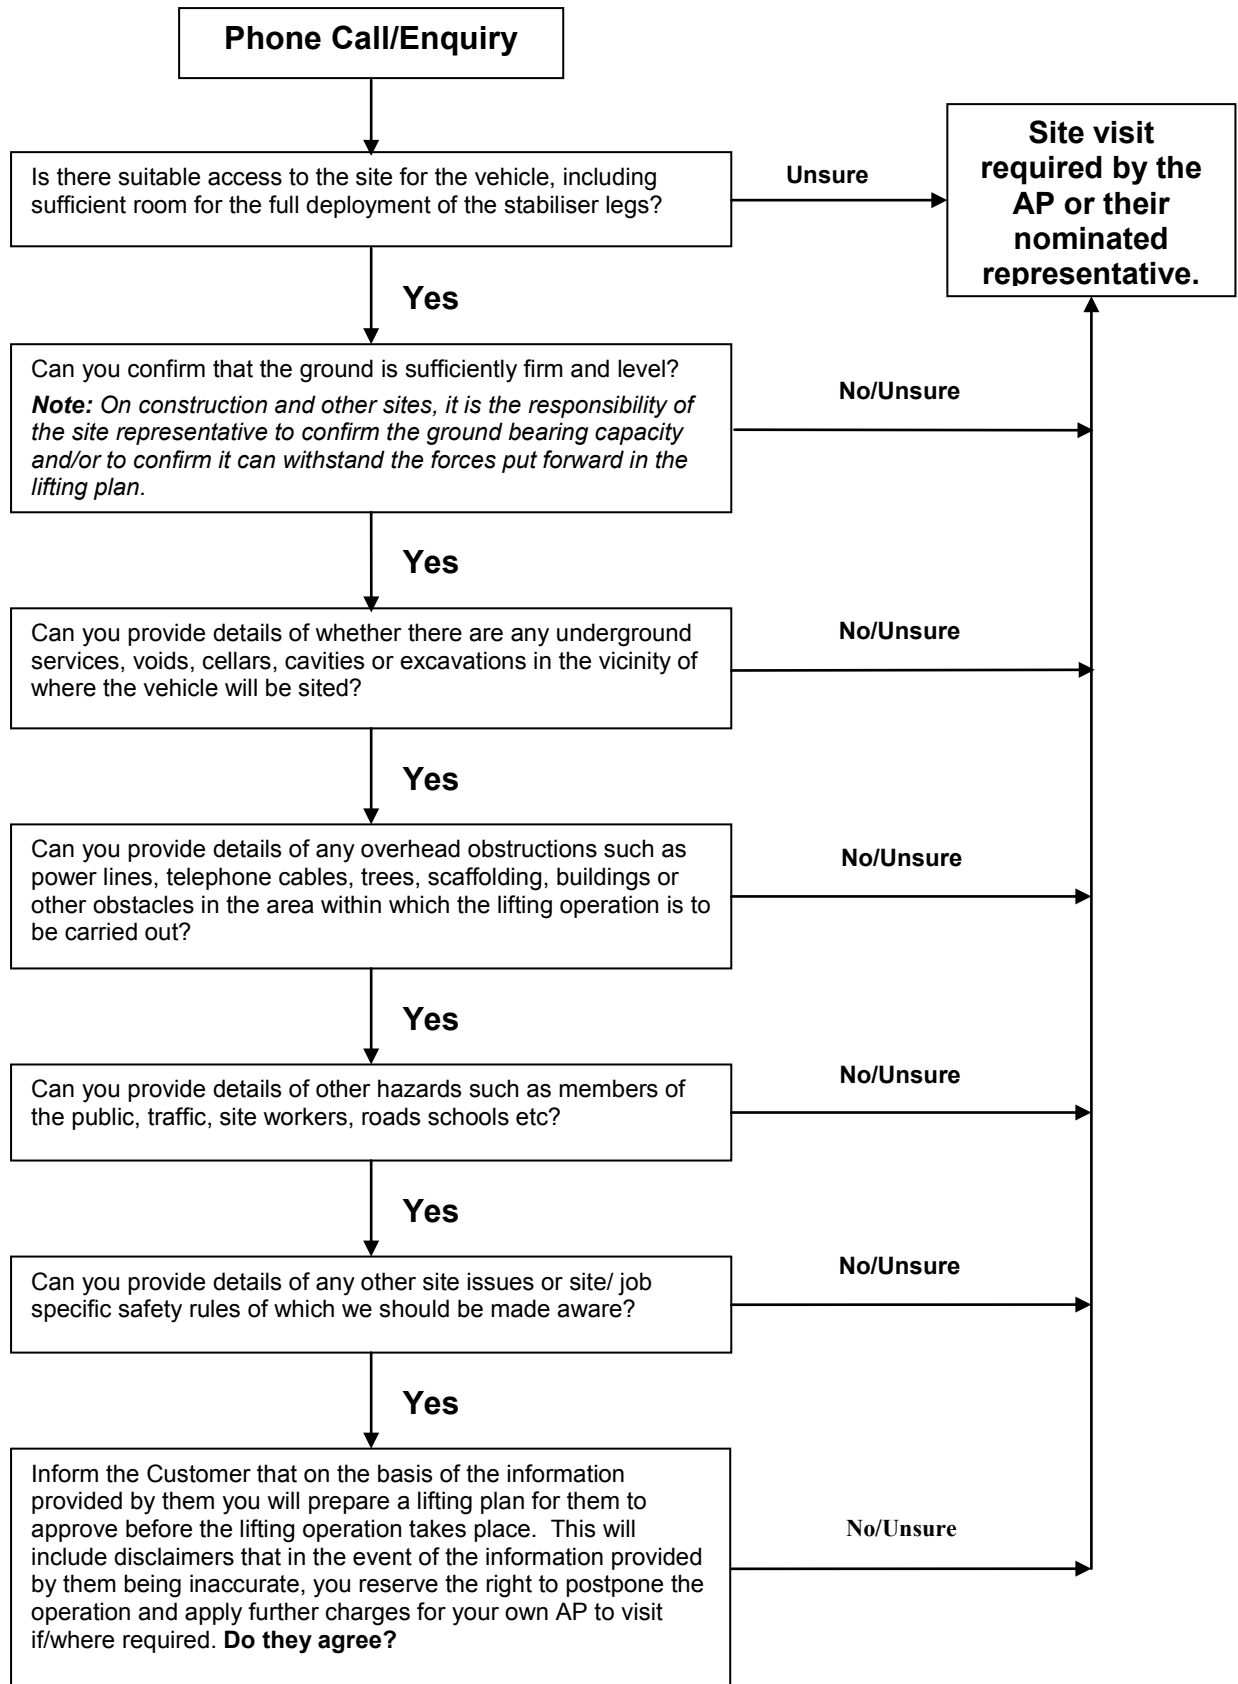 Phone Call/Enquiry
Site visit
required by the
AP or their
nominated
representative.
Is there suitable access to the site for the vehicle, including
sufficient room for the full deployment of the stabiliser legs?
Unsure
Yes
Can you confirm that the ground is sufficiently firm and level?
Note: On construction and other sites, it is the responsibility of
the site representative to confirm the ground bearing capacity
and/or to confirm it can withstand the forces put forward in the
lifting plan.
No/Unsure
Yes
Can you provide details of whether there are any underground
services, voids, cellars, cavities or excavations in the vicinity of
where the vehicle will be sited?
No/Unsure
Yes
Can you provide details of any overhead obstructions such as
power lines, telephone cables, trees, scaffolding, buildings or
other obstacles in the area within which the lifting operation is to
be carried out?
No/Unsure
Yes
Can you provide details of other hazards such as members of
the public, traffic, site workers, roads schools etc?
No/Unsure
Yes
Can you provide details of any other site issues or site/ job
specific safety rules of which we should be made aware?
No/Unsure
Yes
Inform the Customer that on the basis of the information
provided by them you will prepare a lifting plan for them to
approve before the lifting operation takes place.  This will
include disclaimers that in the event of the information provided
by them being inaccurate, you reserve the right to postpone the
operation and apply further charges for your own AP to visit
if/where required. Do they agree?
No/Unsure